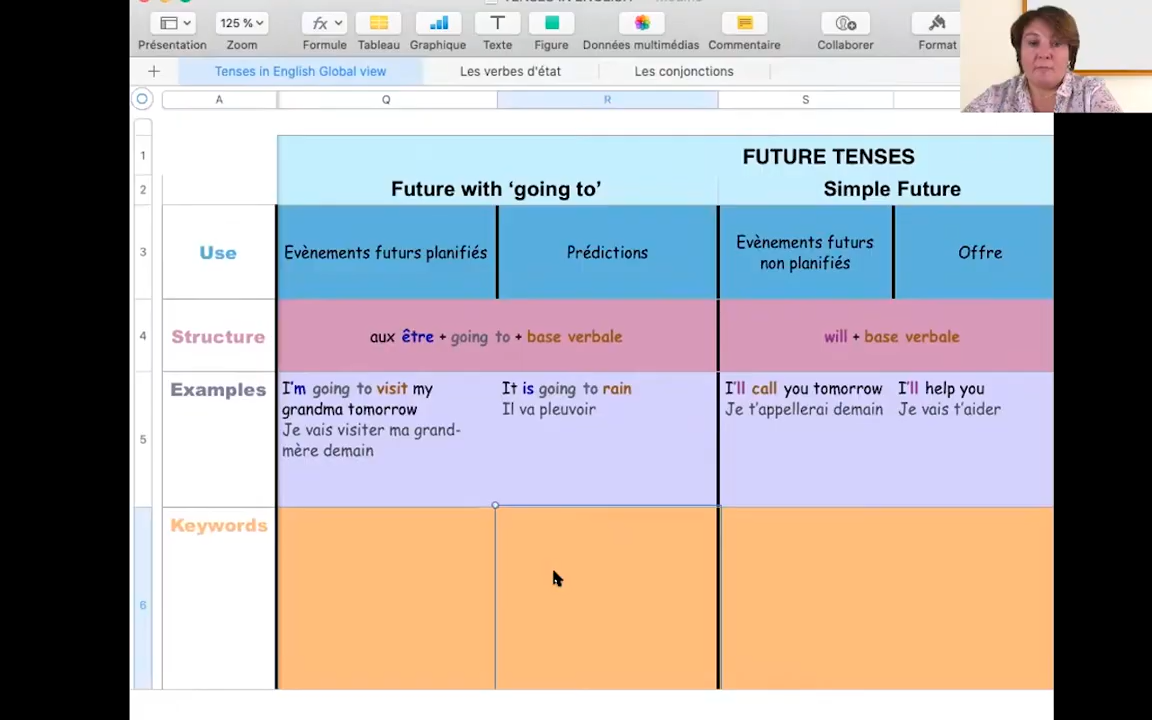 TENSES IN ENGLISH
125 %
Présentation
Zoom
Formule
Tableau
Graphique
Texte
Figure
Données multimédias
Commentaire
Collaborer
Format
Tenses in English Global view
Les verbes d'état
Les conjonctions
A
Q
R
S
1
FUTURE TENSES
2
Future with ‘going to’
Simple Future
3
Use
Evènements futurs planifiés
Prédictions
Evènements futurs
non planifiés
Offre
4
Structure
aux être + going to + base verbale
will + base verbale
5
Examples
I’m going to visit my
grandma tomorrow
Je vais visiter ma grand-
mère demain
It is going to rain
Il va pleuvoir
I’ll call you tomorrow
Je t’appellerai demain
I’ll help you
Je vais t’aider
6
Keywords